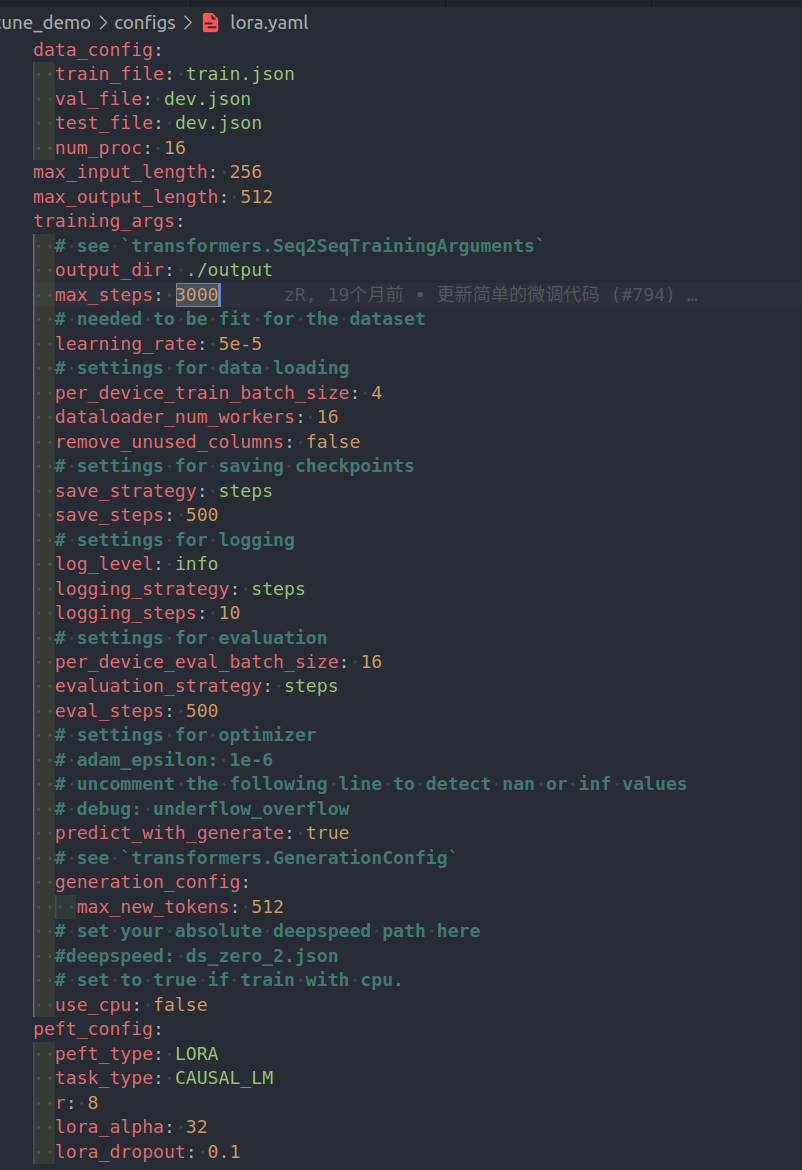 tune_demo > configs > lora.yaml
data_config:
  train_file: train.json
  val_file: dev.json
  test_file: dev.json
  num_proc: 16
max_input_length: 256
max_output_length: 512
training_args:
  # see `transformers.Seq2SeqTrainingArguments`
  output_dir: ./output
  max_steps: 3000 zR, 19个月前 • 更新简单的微调代码 (#794) …
  # needed to be fit for the dataset
  learning_rate: 5e-5
  # settings for data loading
  per_device_train_batch_size: 4
  dataloader_num_workers: 16
  remove_unused_columns: false
  # settings for saving checkpoints
  save_strategy: steps
  save_steps: 500
  # settings for logging
  log_level: info
  logging_strategy: steps
  logging_steps: 10
  # settings for evaluation
  per_device_eval_batch_size: 16
  evaluation_strategy: steps
  eval_steps: 500
  # settings for optimizer
  # adam_epsilon: 1e-6
  # uncomment the following line to detect nan or inf values
  # debug: underflow_overflow
  predict_with_generate: true
  # see `transformers.GenerationConfig`
  generation_config:
    max_new_tokens: 512
  # set your absolute deepspeed path here
  #deepspeed: ds_zero_2.json
  # set to true if train with cpu.
  use_cpu: false
peft_config:
  peft_type: LORA
  task_type: CAUSAL_LM
  r: 8
  lora_alpha: 32
  lora_dropout: 0.1